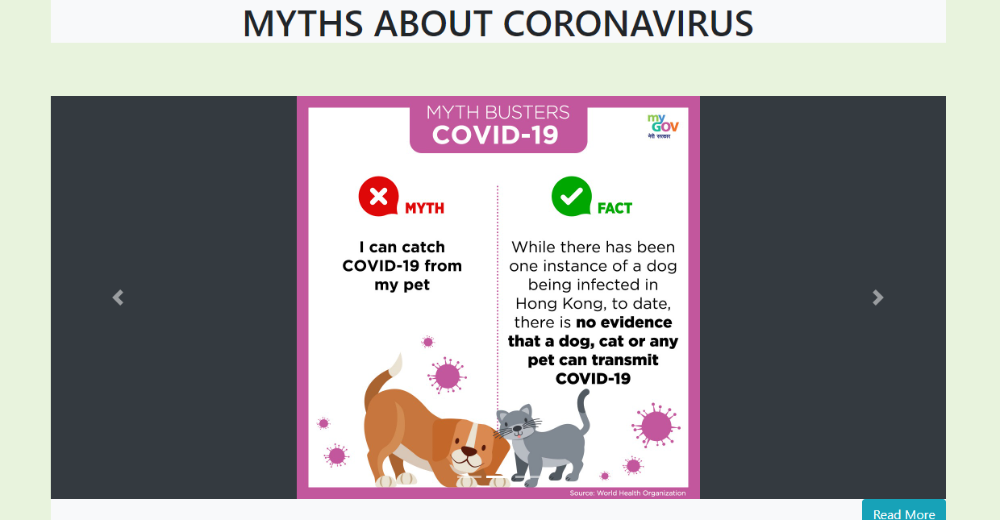 MYTHS ABOUT CORONAVIRUS
MYTH BUSTERS
COVID-19
my
GOV
मेरी सरकार
MYTH
I can catch
COVID-19 from
my pet
FACT
While there has been
one instance of a dog
being infected in
Hong Kong, to date,
there is no evidence
that a dog, cat or any
pet can transmit
COVID-19
Source: World Health Organization
Read More